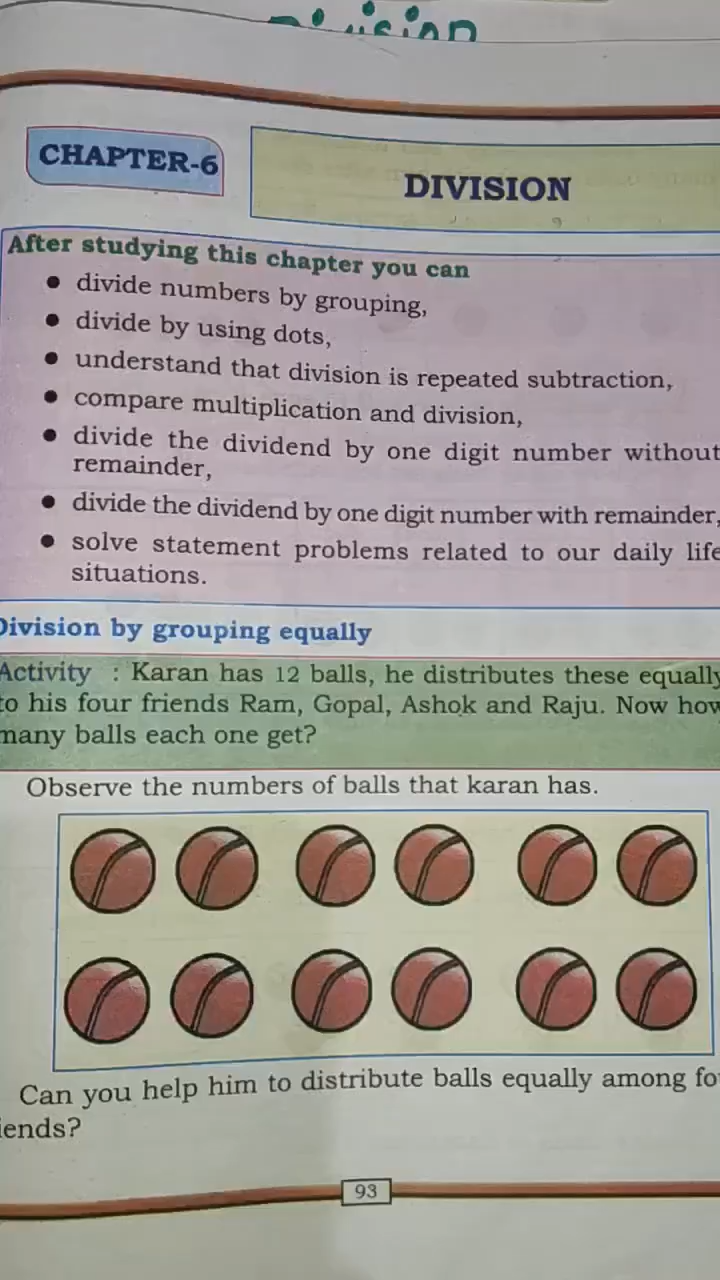 CHAPTER-6
DIVISION
After studying this chapter you can
● divide numbers by grouping,
● divide by using dots,
● understand that division is repeated subtraction,
● compare multiplication and division,
● divide the dividend by one digit number without
remainder,
● divide the dividend by one digit number with remainder,
● solve statement problems related to our daily life
situations.
Division by grouping equally
Activity : Karan has 12 balls, he distributes these equally
to his four friends Ram, Gopal, Ashok and Raju. Now how
many balls each one get?
Observe the numbers of balls that karan has.
Can you help him to distribute balls equally among fo
iends?
93